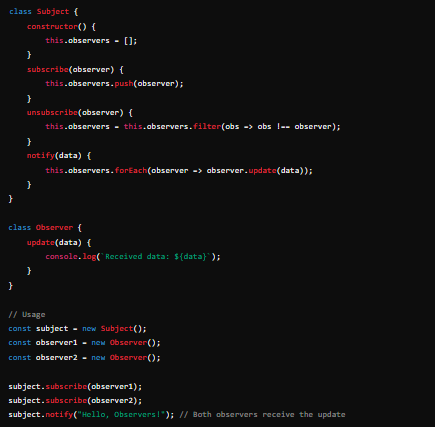 class Subject {
    constructor() {
        this.observers = [];
    }
    subscribe(observer) {
        this.observers.push(observer);
    }
    unsubscribe(observer) {
        this.observers = this.observers.filter(obs => obs !== observer);
    }
    notify(data) {
        this.observers.forEach(observer => observer.update(data));
    }
}

class Observer {
    update(data) {
        console.log(`Received data: ${data}`);
    }
}

// Usage
const subject = new Subject();
const observer1 = new Observer();
const observer2 = new Observer();

subject.subscribe(observer1);
subject.subscribe(observer2);
subject.notify("Hello, Observers!"); // Both observers receive the update